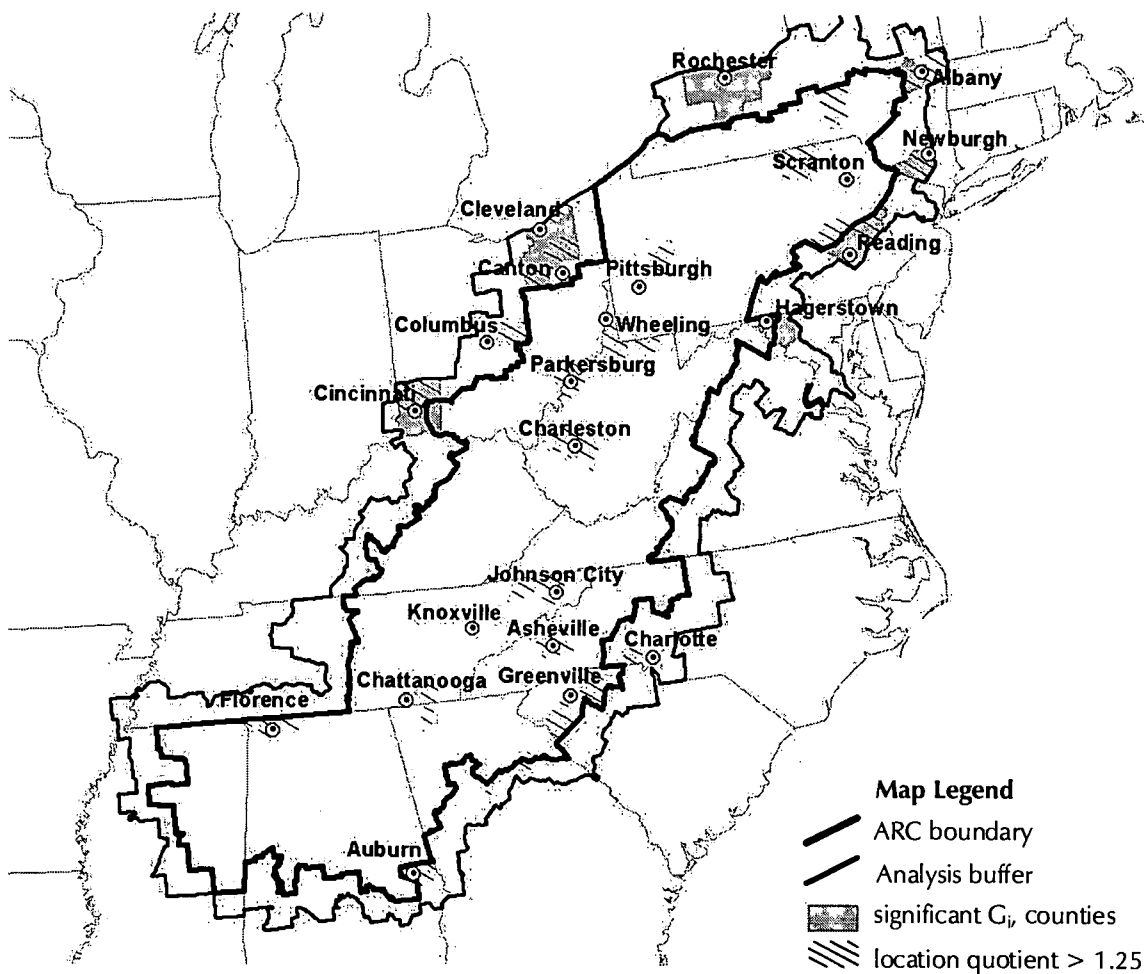 Rochester
Albany
Newburgh
Scranton
Cleveland
Reading
Canton
Pittsburgh
Hagerstown
Columbus
Wheeling
Parkersburg
Cincinnati
Charleston
Johnson City
Knoxville
Asheville
Charlotte
Chattanooga
Greenville
Florence
Auburn
Map Legend
ARC boundary
Analysis buffer
significant Gᵢ, counties
location quotient > 1.25